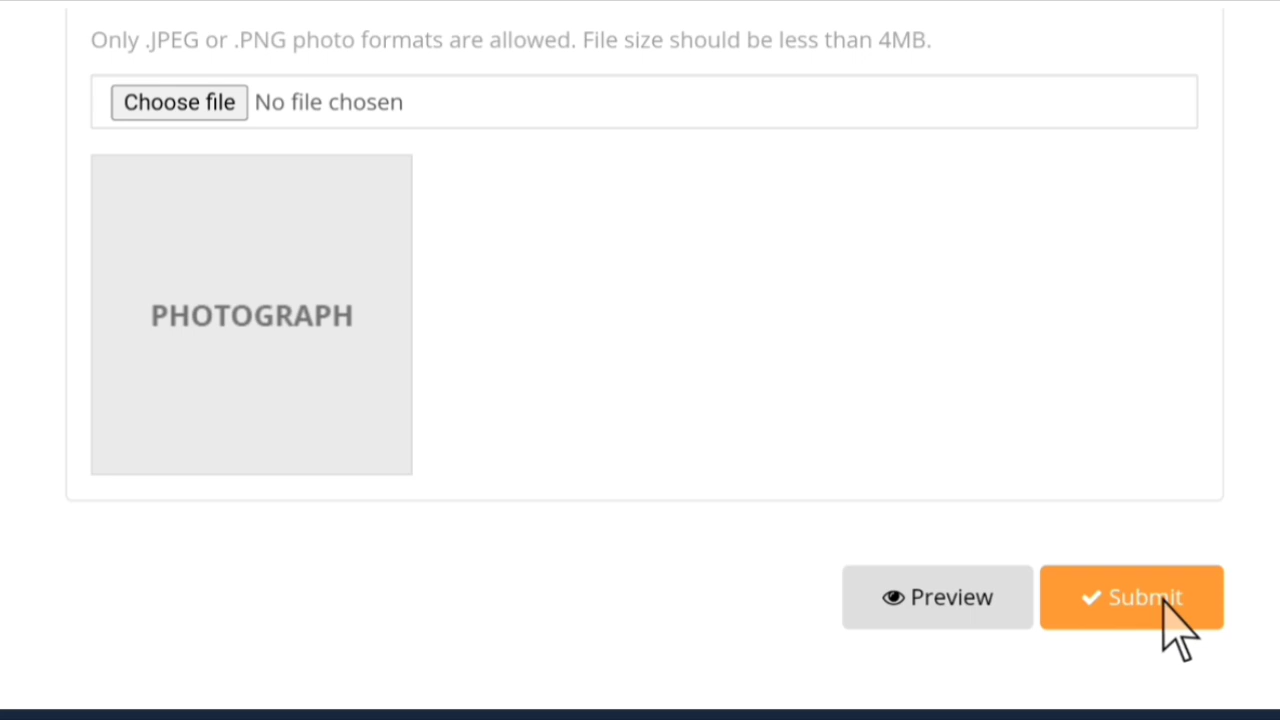 Only .JPEG or .PNG photo formats are allowed. File size should be less than 4MB.
Choose file No file chosen
PHOTOGRAPH
Preview Submit